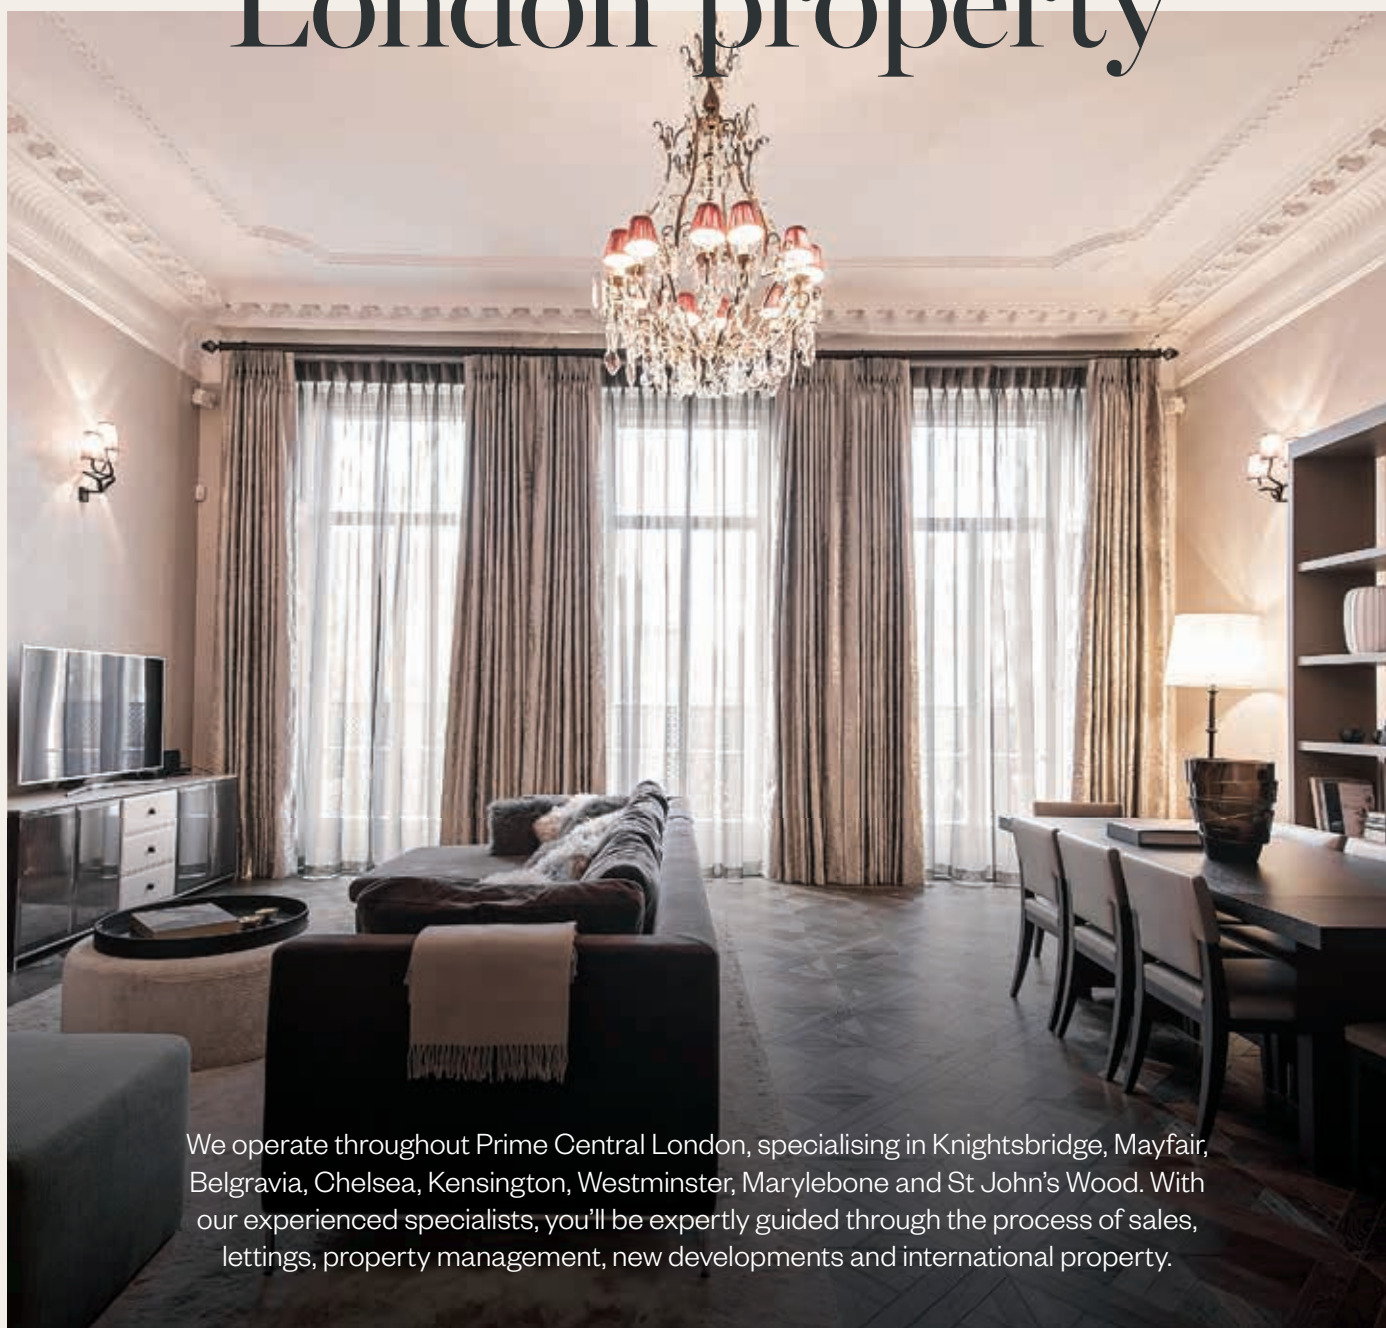 London property
We operate throughout Prime Central London, specialising in Knightsbridge, Mayfair,
Belgravia, Chelsea, Kensington, Westminster, Marylebone and St John’s Wood. With
our experienced specialists, you’ll be expertly guided through the process of sales,
lettings, property management, new developments and international property.